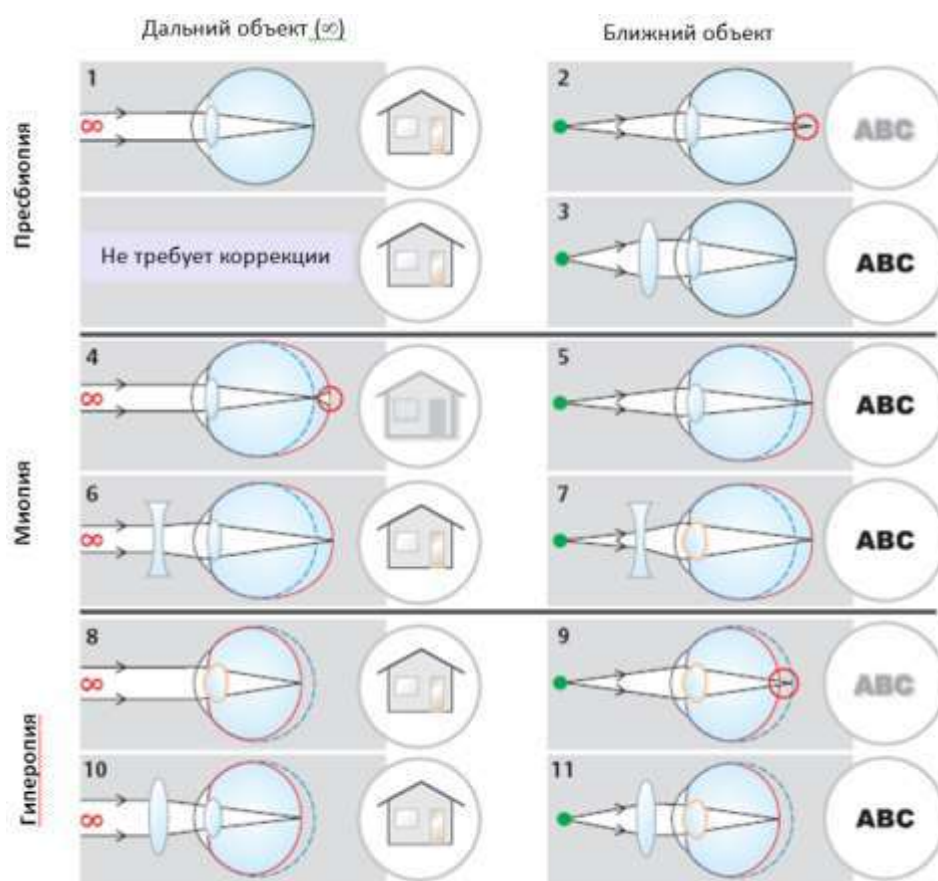 Дальний объект (∞)
Ближний объект
Пресбиопия
1
∞
2
ABC
Не требует коррекции
3
ABC
Миопия
4
∞
5
ABC
6
∞
7
ABC
Гиперопия
8
∞
9
ABC
10
∞
11
ABC